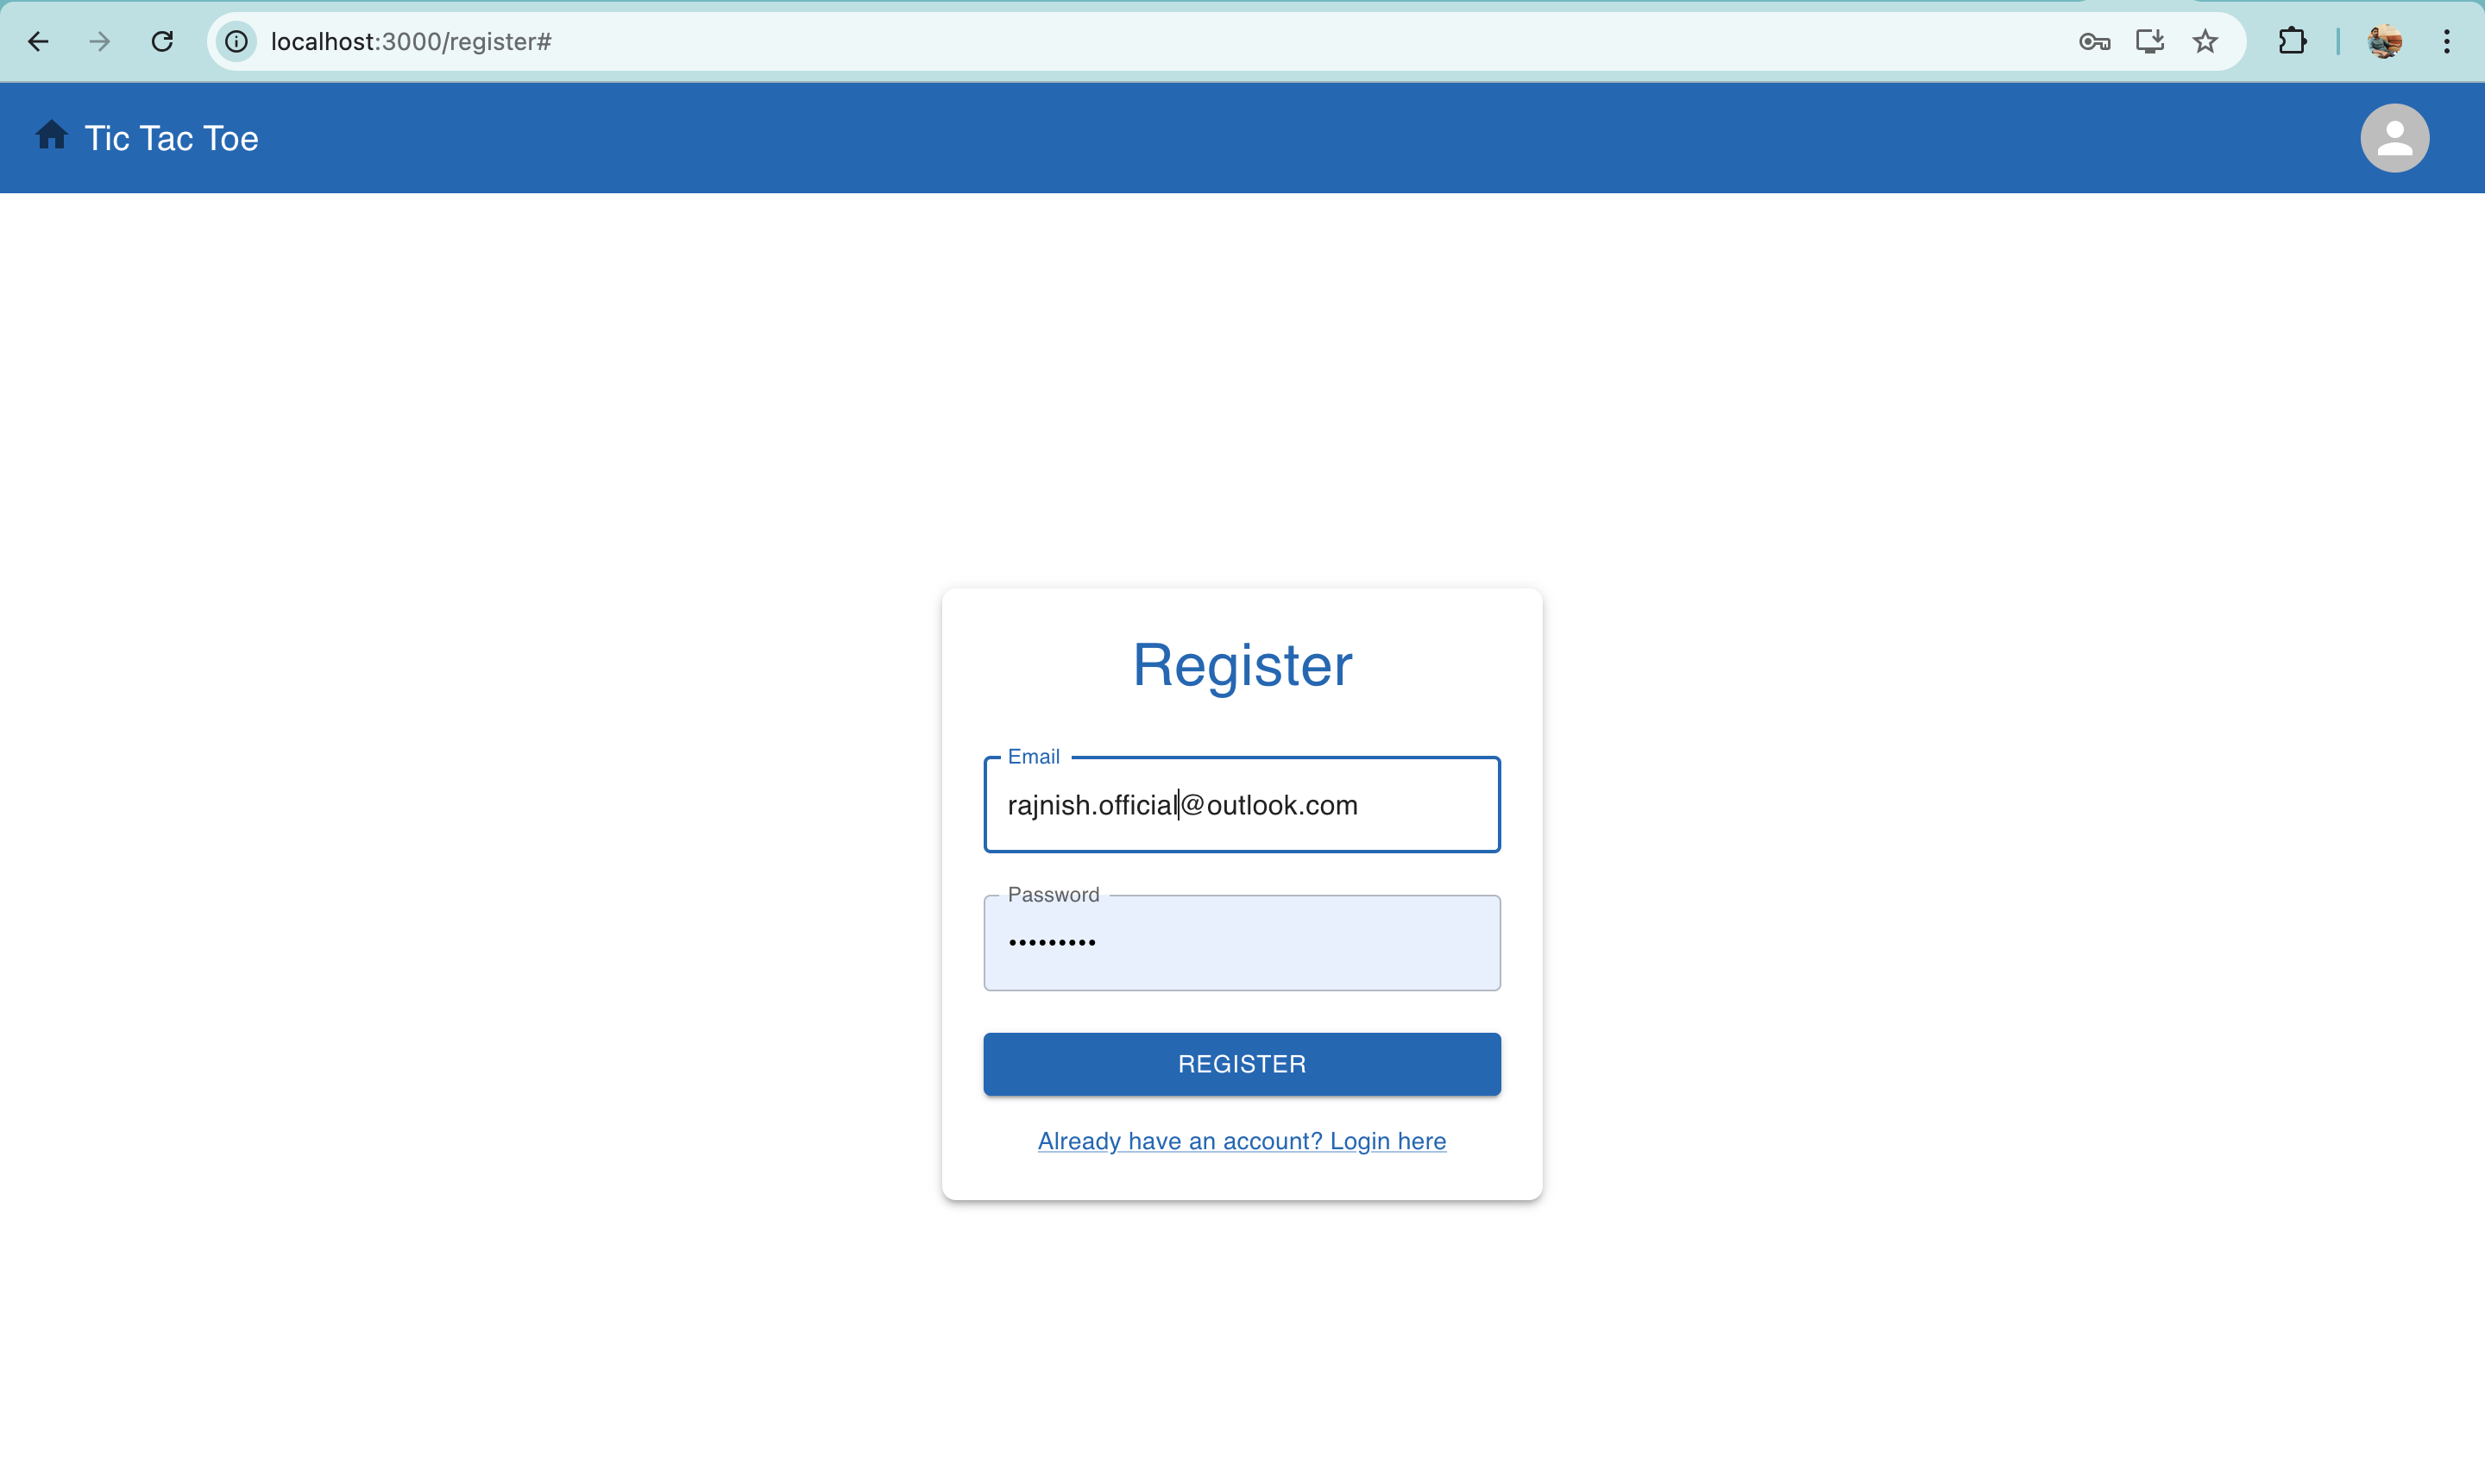 localhost:3000/register#
Tic Tac Toe
Register
Email
rajnish.official@outlook.com
Password
•••••••••
REGISTER
Already have an account? Login here